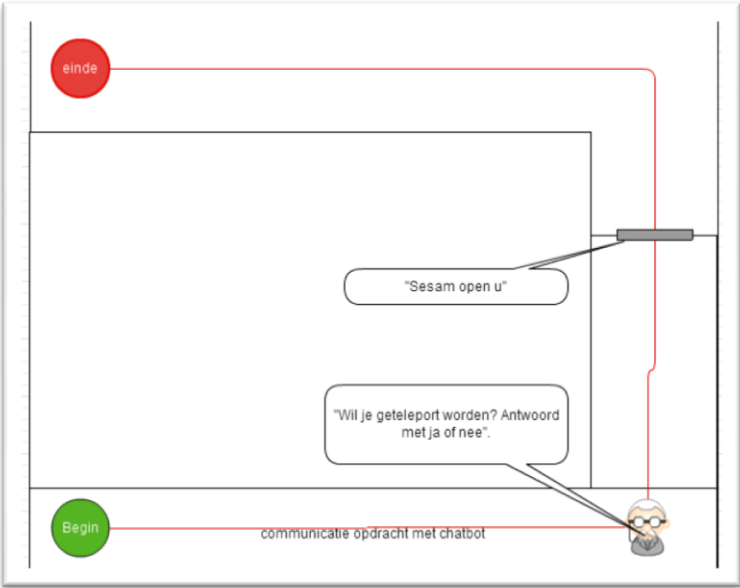 einde
"Sesam open u"
"Wil je geteleport worden? Antwoord
met ja of nee".
Begin
communicatie opdracht met chatbot